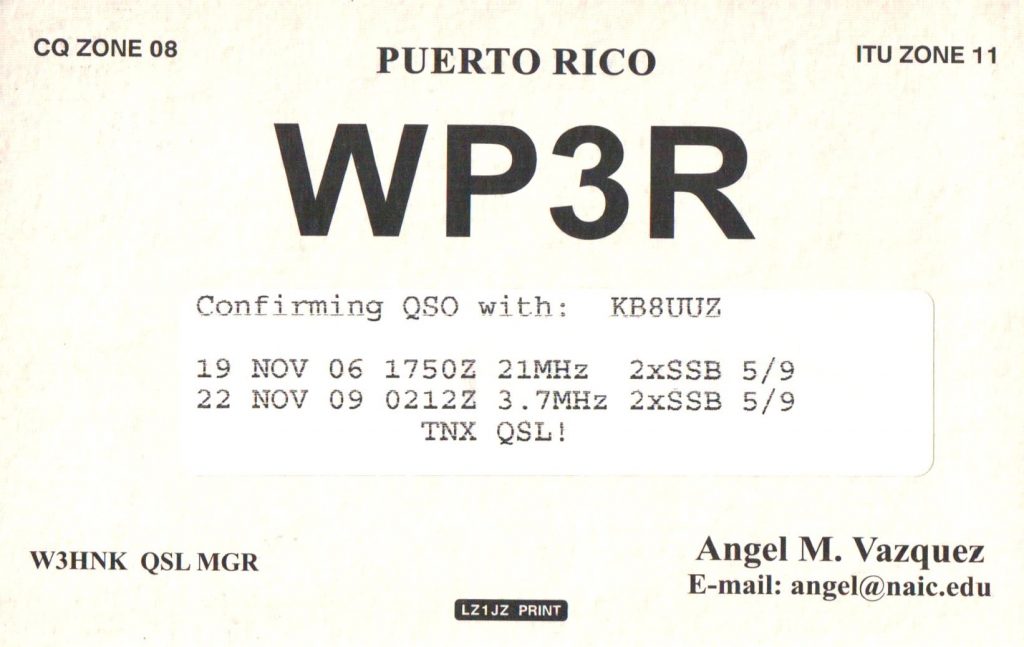 CQ ZONE 08
PUERTO RICO
ITU ZONE 11
WP3R
Confirming QSO with: KB8UUZ
19 NOV 06 1750Z 21MHz 2xSSB 5/9
22 NOV 09 0212Z 3.7MHz 2xSSB 5/9
TNX QSL!
W3HNK QSL MGR
Angel M. Vazquez
E-mail: angel@naic.edu
LZ1JZ PRINT